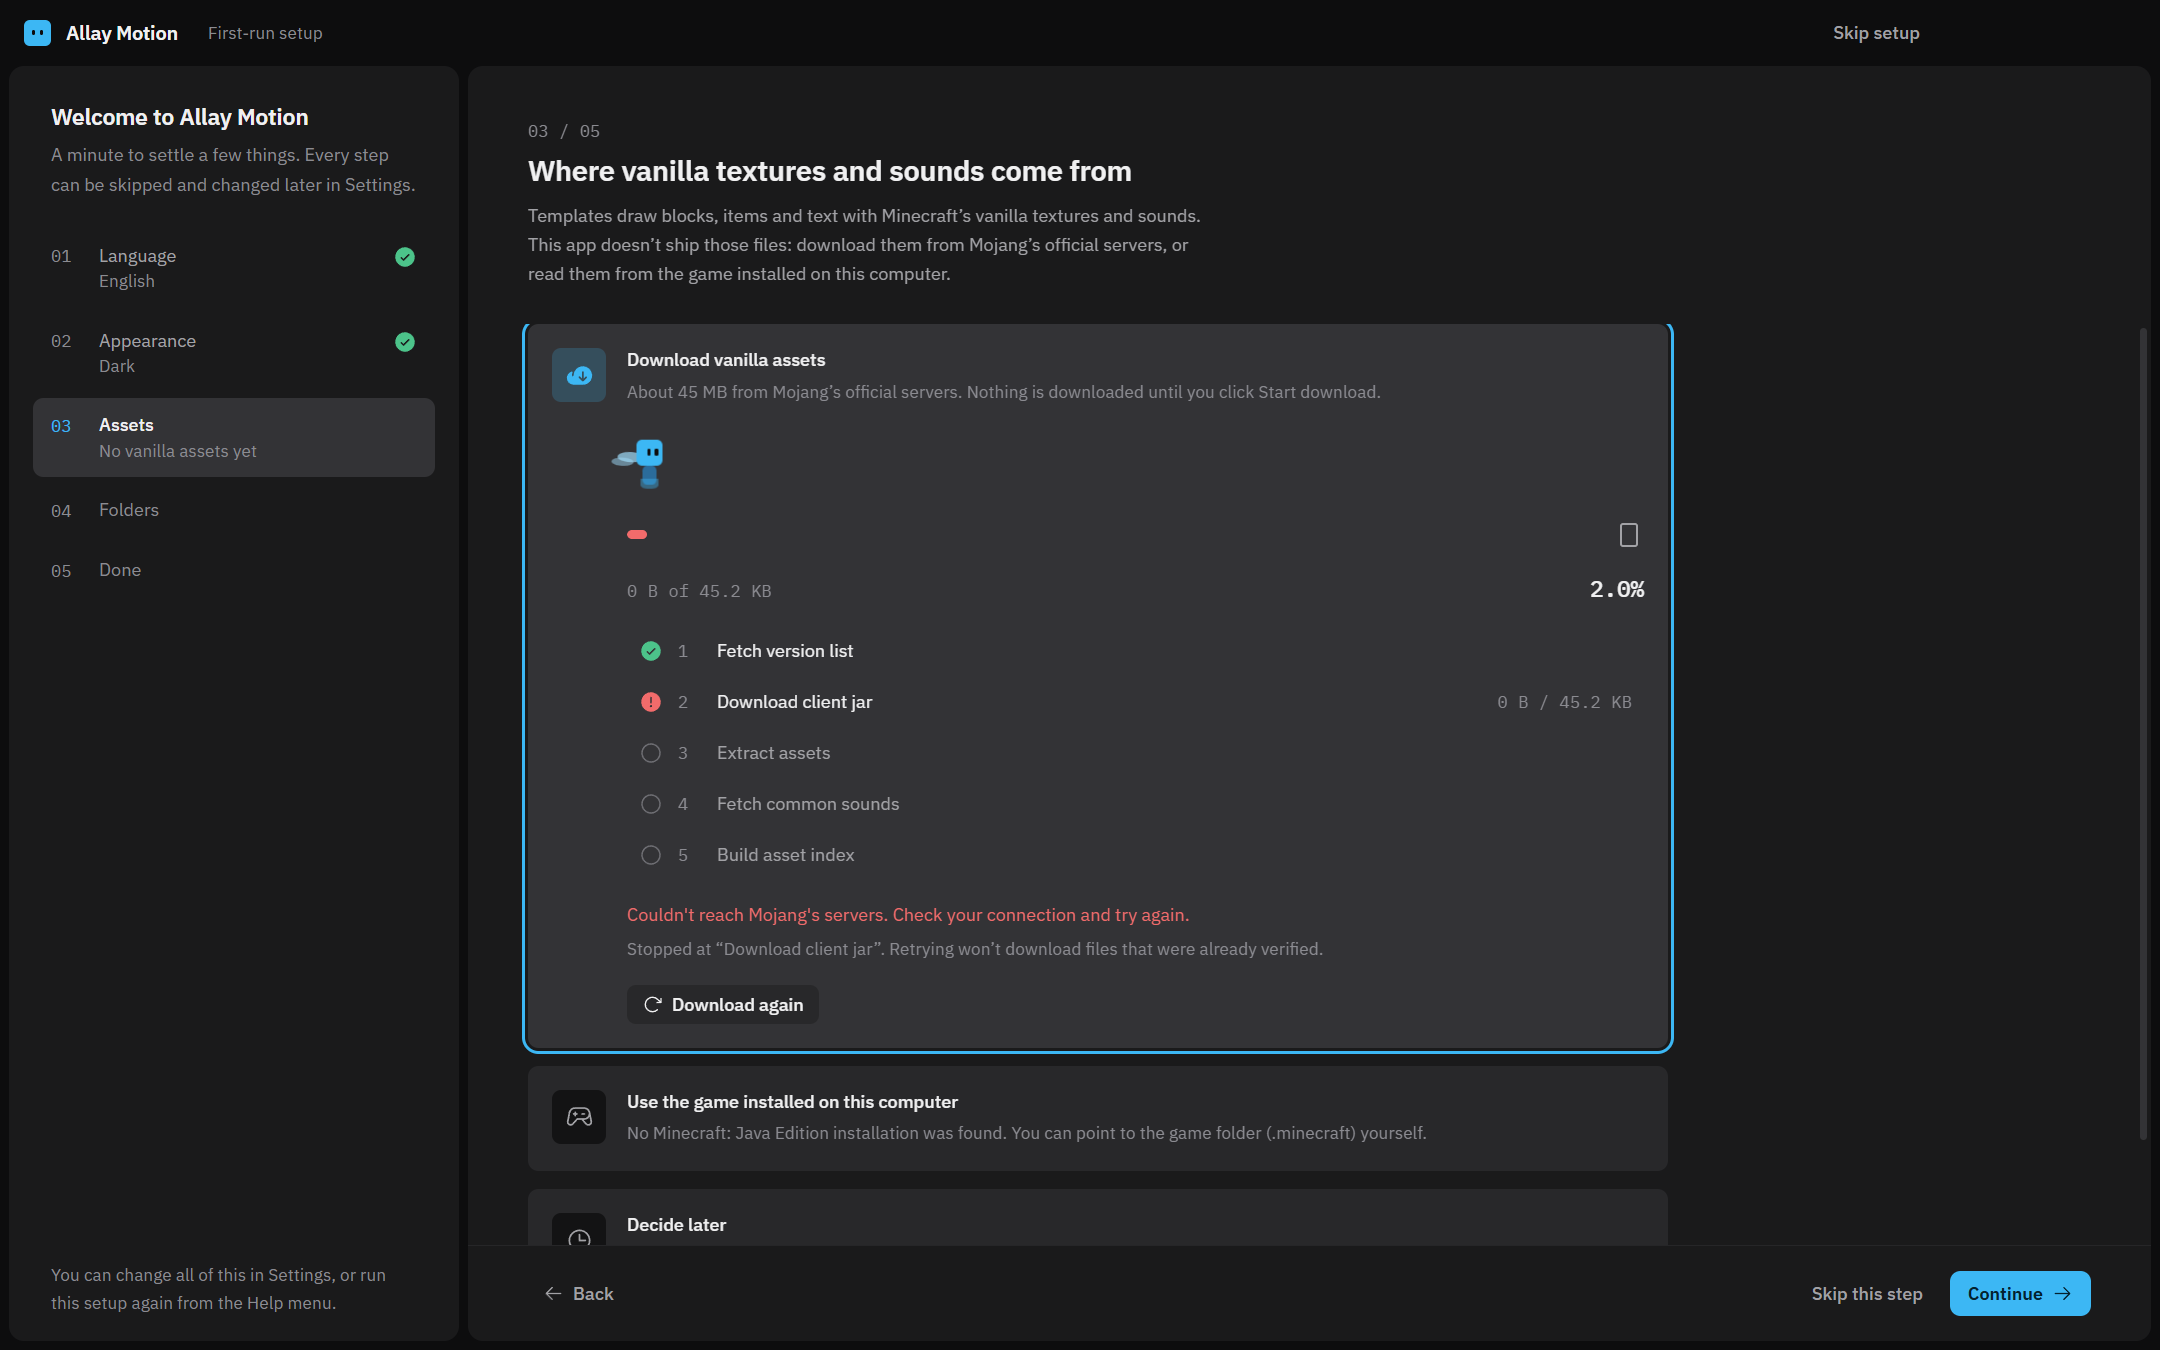 Allay Motion
First-run setup
Skip setup
Welcome to Allay Motion
A minute to settle a few things. Every step
can be skipped and changed later in Settings.
01 Language
English
02 Appearance
Dark
03 Assets
No vanilla assets yet
04 Folders
05 Done
You can change all of this in Settings, or run
this setup again from the Help menu.
03 / 05
Where vanilla textures and sounds come from
Templates draw blocks, items and text with Minecraft’s vanilla textures and sounds.
This app doesn’t ship those files: download them from Mojang’s official servers, or
read them from the game installed on this computer.
Download vanilla assets
About 45 MB from Mojang’s official servers. Nothing is downloaded until you click Start download.
0 B of 45.2 KB
2.0%
1 Fetch version list
2 Download client jar 0 B / 45.2 KB
3 Extract assets
4 Fetch common sounds
5 Build asset index
Couldn't reach Mojang's servers. Check your connection and try again.
Stopped at “Download client jar”. Retrying won’t download files that were already verified.
Download again
Use the game installed on this computer
No Minecraft: Java Edition installation was found. You can point to the game folder (.minecraft) yourself.
Decide later
Back
Skip this step
Continue